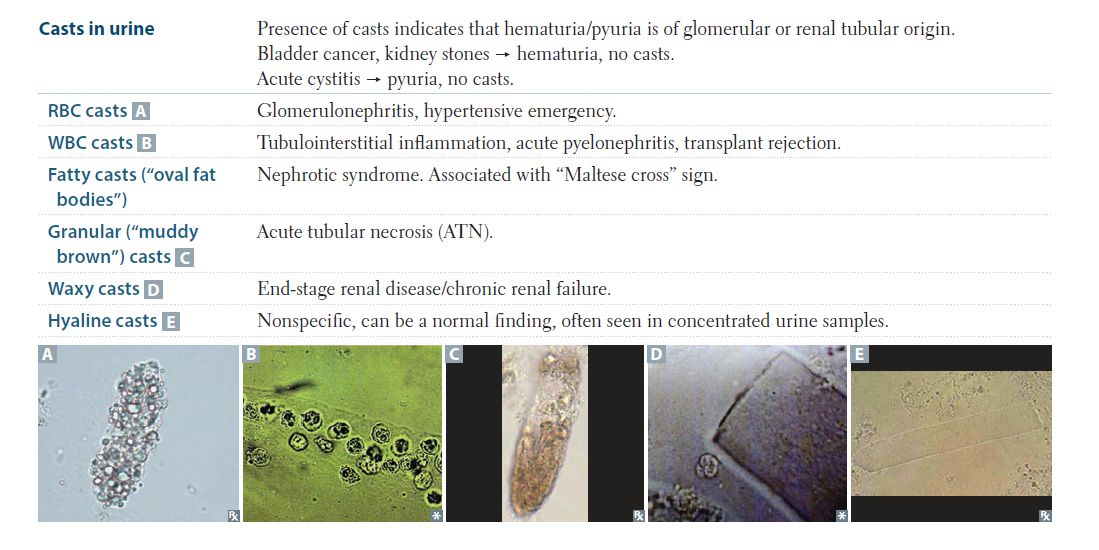 Casts in urine
Presence of casts indicates that hematuria/pyuria is of glomerular or renal tubular origin.
Bladder cancer, kidney stones → hematuria, no casts.
Acute cystitis → pyuria, no casts.
RBC casts A
Glomerulonephritis, hypertensive emergency.
WBC casts B
Tubulointerstitial inflammation, acute pyelonephritis, transplant rejection.
Fatty casts (“oval fat
bodies”)
Nephrotic syndrome. Associated with “Maltese cross” sign.
Granular (“muddy
brown”) casts C
Acute tubular necrosis (ATN).
Waxy casts D
End-stage renal disease/chronic renal failure.
Hyaline casts E
Nonspecific, can be a normal finding, often seen in concentrated urine samples.
A
B
C
D
E
℞
*
℞
*
℞